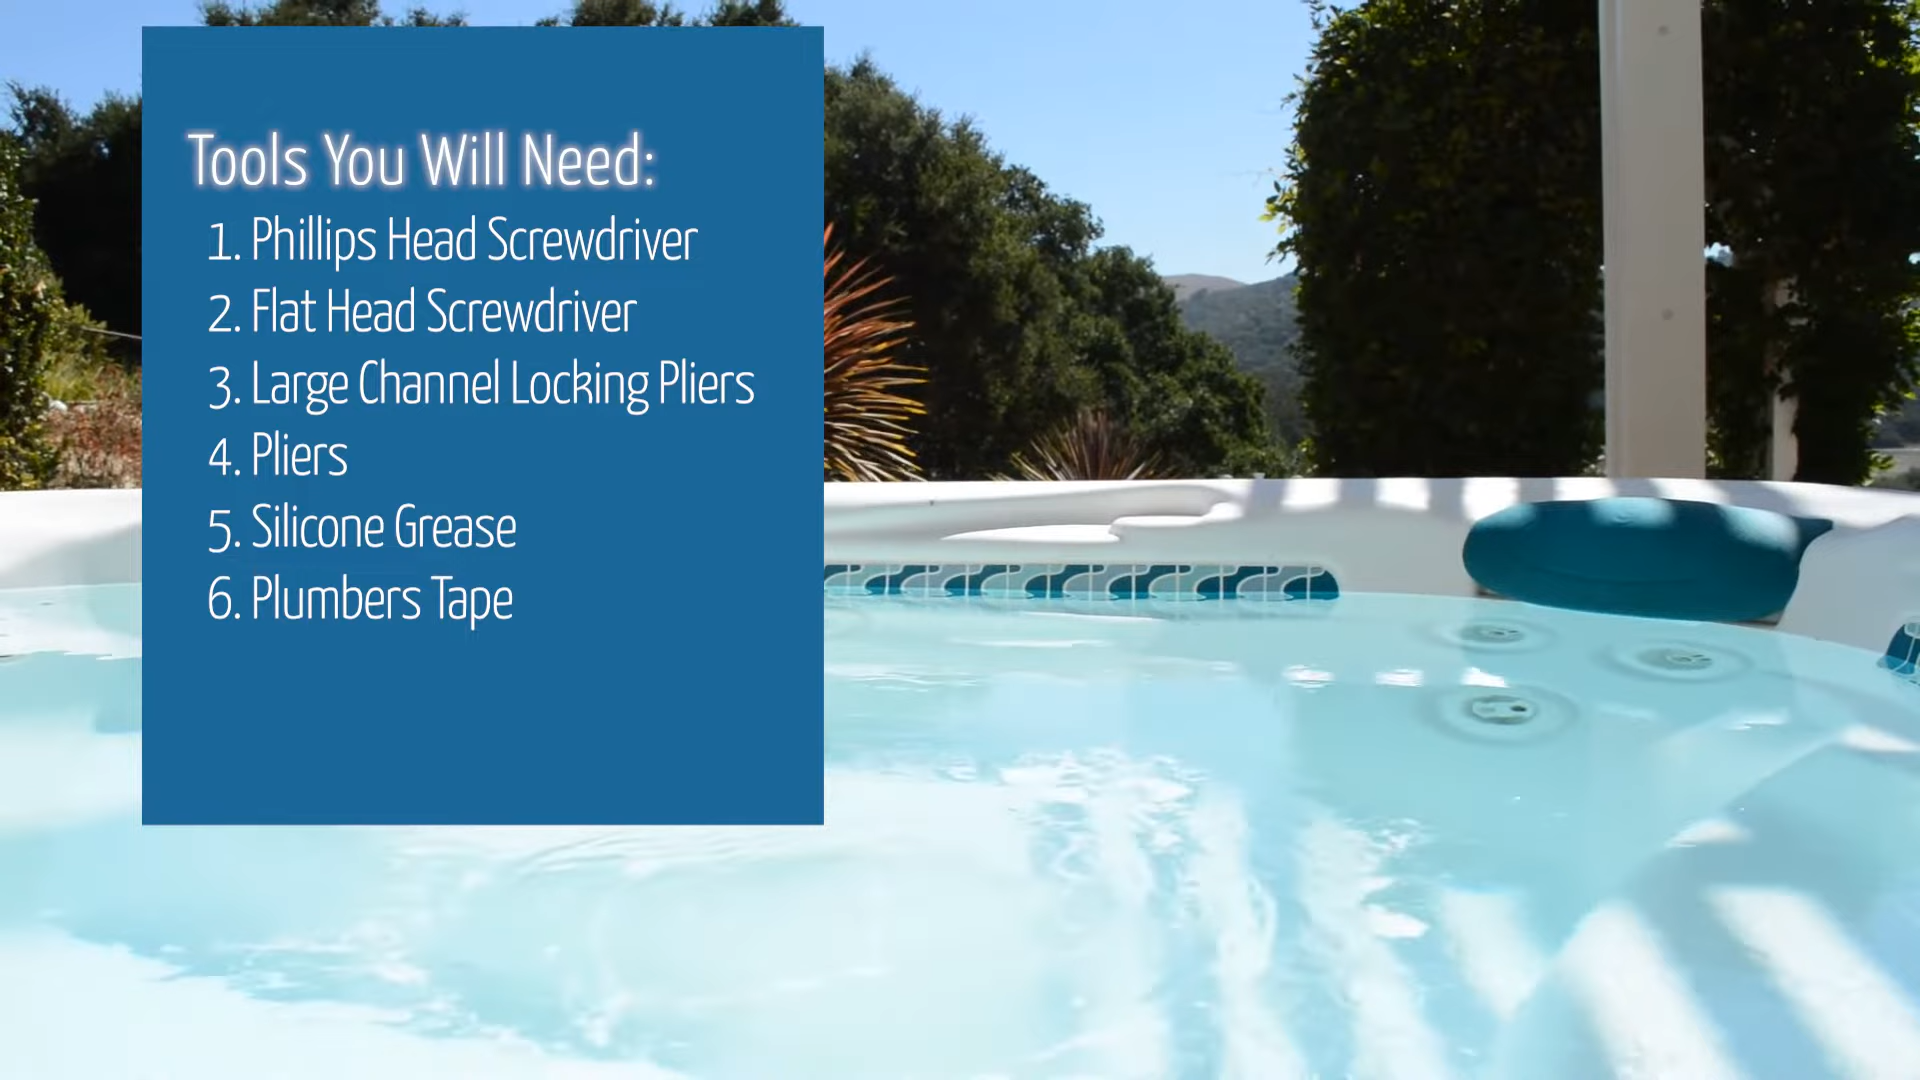 Tools You Will Need:
1. Phillips Head Screwdriver
2. Flat Head Screwdriver
3. Large Channel Locking Pliers
4. Pliers
5. Silicone Grease
6. Plumbers Tape